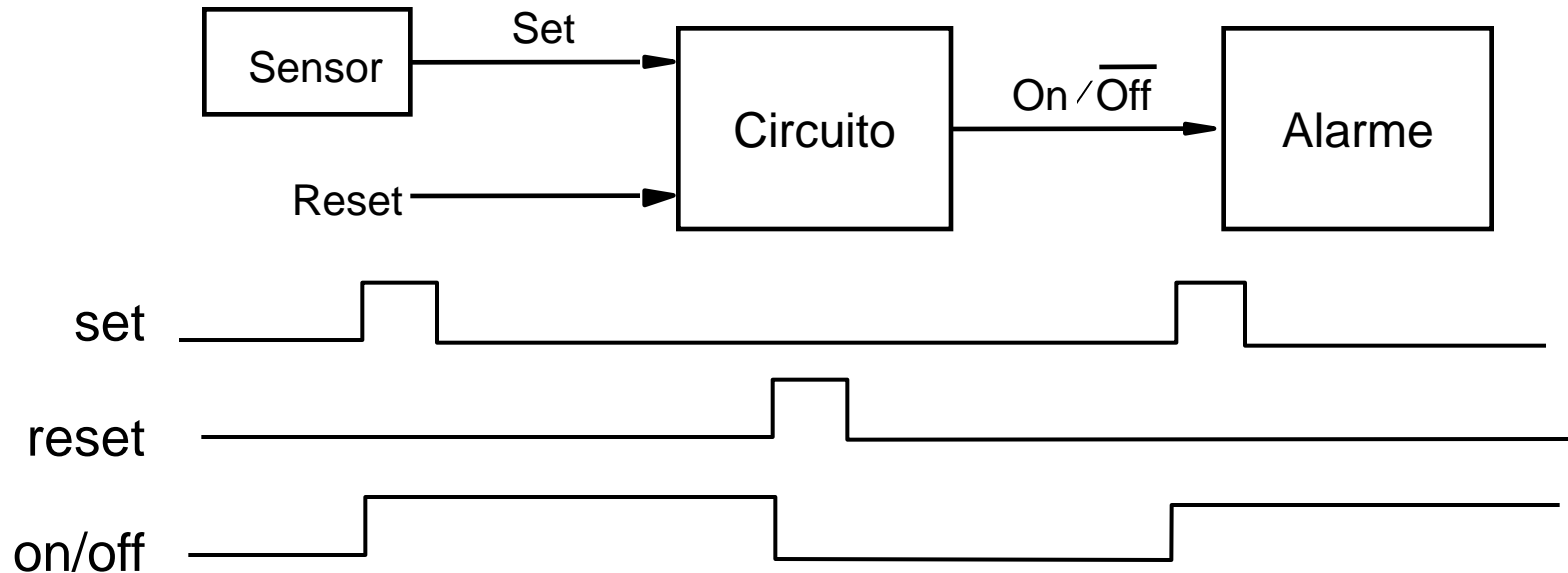 Set
Sensor
On/Off
Circuito
Alarme
Reset
set
reset
on/off